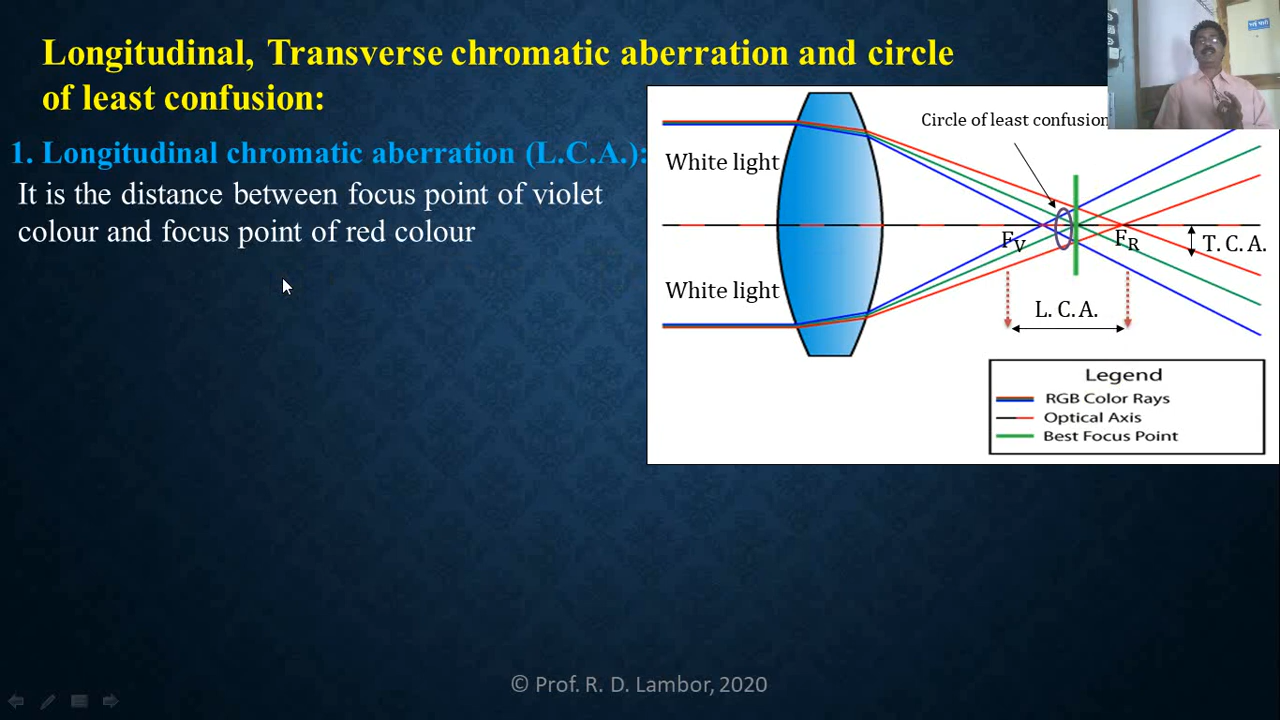 Longitudinal, Transverse chromatic aberration and circle
of least confusion:
1. Longitudinal chromatic aberration (L.C.A.):
It is the distance between focus point of violet
colour and focus point of red colour
Circle of least confusion
White light
F_V
F_R
T. C. A.
White light
L. C. A.
Legend
RGB Color Rays
Optical Axis
Best Focus Point
© Prof. R. D. Lambor, 2020